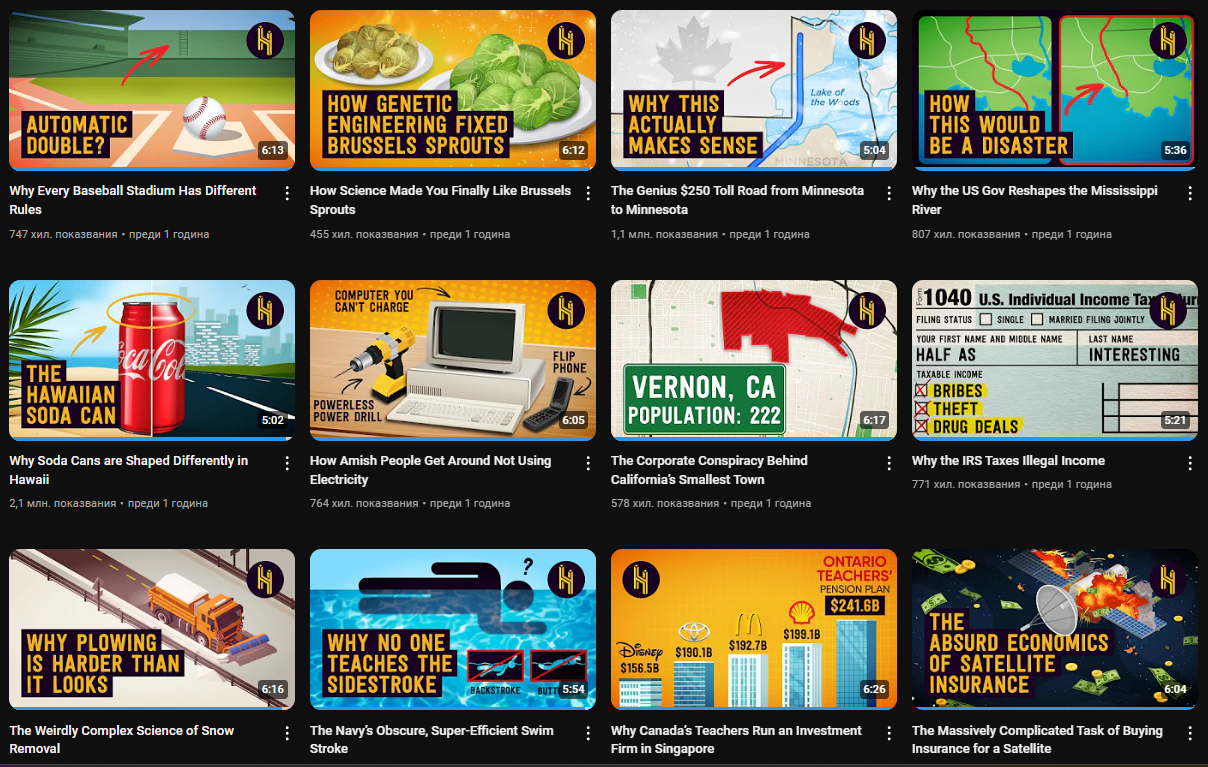 AUTOMATIC
DOUBLE?
6:13
Why Every Baseball Stadium Has Different
Rules
747 хил. показвания • преди 1 година
HOW GENETIC
ENGINEERING FIXED
BRUSSELS SPROUTS
6:12
How Science Made You Finally Like Brussels
Sprouts
455 хил. показвания • преди 1 година
Lake of
the Woods
WHY THIS
ACTUALLY
MAKES SENSE
MINNESOTA
5:04
The Genius $250 Toll Road from Minnesota
to Minnesota
1,1 млн. показвания • преди 1 година
HOW
THIS WOULD
BE A DISASTER
5:36
Why the US Gov Reshapes the Mississippi
River
807 хил. показвания • преди 1 година
Coca Cola
THE
HAWAIIAN
SODA CAN
5:02
Why Soda Cans are Shaped Differently in
Hawaii
2,1 млн. показвания • преди 1 година
COMPUTER YOU
CAN'T CHARGE
FLIP
PHONE
POWERLESS
POWER DRILL
6:05
How Amish People Get Around Not Using
Electricity
764 хил. показвания • преди 1 година
VERNON, CA
POPULATION: 222
6:17
The Corporate Conspiracy Behind
California's Smallest Town
578 хил. показвания • преди 1 година
Form 1040 U.S. Individual Income Tax
FILING STATUS SINGLE MARRIED FILING JOINTLY
YOUR FIRST NAME AND MIDDLE NAME LAST NAME
HALF AS INTERESTING
TAXABLE INCOME
BRIBES
THEFT
DRUG DEALS
5:21
Why the IRS Taxes Illegal Income
771 хил. показвания • преди 1 година
WHY PLOWING
IS HARDER THAN
IT LOOKS
6:16
The Weirdly Complex Science of Snow
Removal
?
WHY NO ONE
TEACHES THE
SIDESTROKE
BACKSTROKE
BUTT
5:54
The Navy's Obscure, Super-Efficient Swim
Stroke
ONTARIO
TEACHERS'
PENSION PLAN
$241.6B
$199.1B
$192.7B
$190.1B
Disney
$156.5B
6:26
Why Canada's Teachers Run an Investment
Firm in Singapore
THE
ABSURD ECONOMICS
OF SATELLITE
INSURANCE
6:04
The Massively Complicated Task of Buying
Insurance for a Satellite